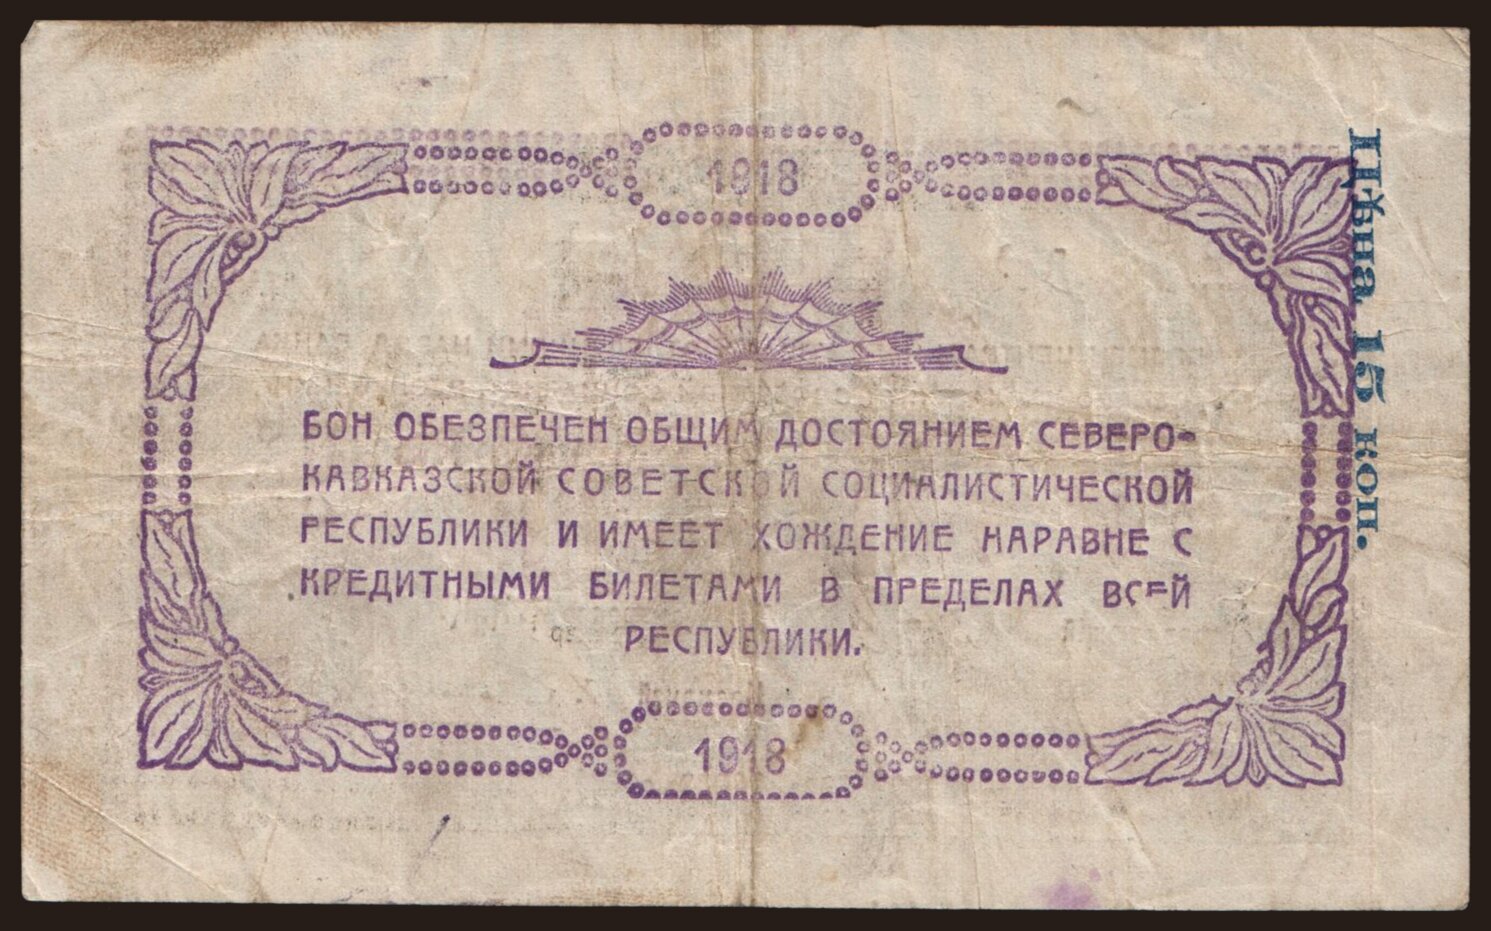 1918
БОН ОБЕЗПЕЧЕН ОБЩИМ ДОСТОЯНИЕМ СЕВЕРО-
КАВКАЗСКОЙ СОВЕТСКОЙ СОЦИАЛИСТИЧЕСКОЙ
РЕСПУБЛИКИ И ИМЕЕТ ХОЖДЕНИЕ НАРАВНЕ С
КРЕДИТНЫМИ БИЛЕТАМИ В ПРЕДЕЛАХ ВСЕЙ
РЕСПУБЛИКИ.
1918
Цѣна 15 коп.